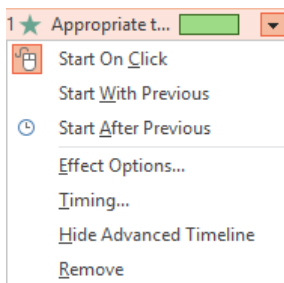 1 Appropriate t...
Start On Click
Start With Previous
Start After Previous
Effect Options...
Timing...
Hide Advanced Timeline
Remove